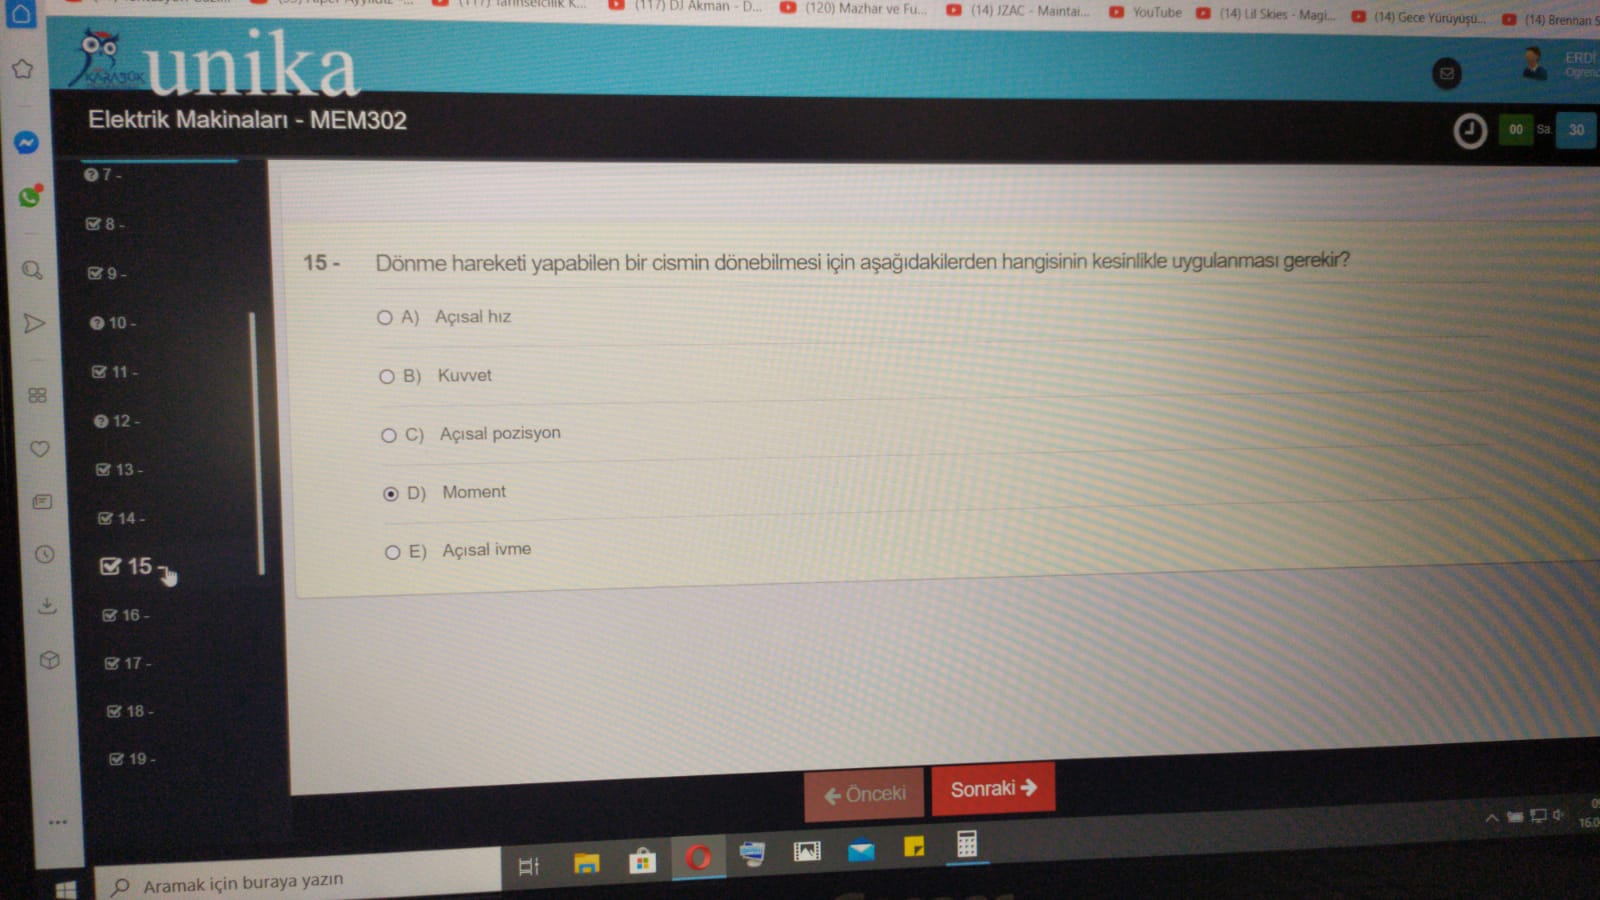 (117) DJ Akman - D...
(120) Mazhar ve Fu...
(14) JZAC - Maintai...
YouTube
(14) Lil Skies - Magi...
(14) Gece Yürüyüşü...
(14) Brennan S
KARABÜK
unika
ERDİ
Elektrik Makinaları - MEM302
00 Sa. 30
7 -
8 -
9 -
10 -
11 -
12 -
13 -
14 -
15 -
16 -
17 -
18 -
19 -
15 - Dönme hareketi yapabilen bir cismin dönebilmesi için aşağıdakilerden hangisinin kesinlikle uygulanması gerekir?
A) Açısal hız
B) Kuvvet
C) Açısal pozisyon
D) Moment
E) Açısal ivme
Önceki
Sonraki
Aramak için buraya yazın